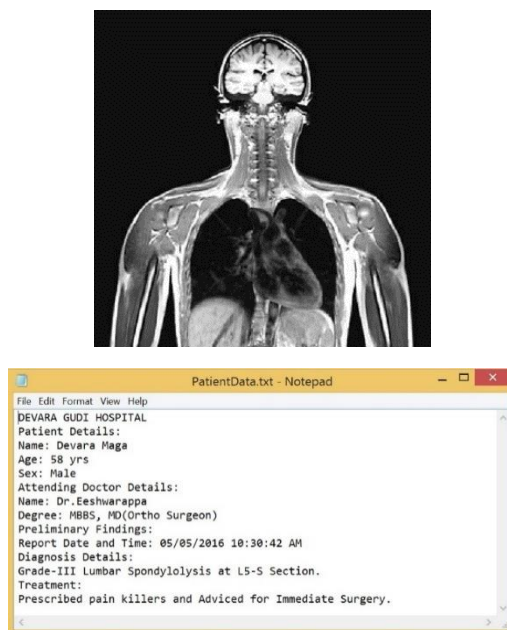 PatientData.txt - Notepad
File Edit Format View Help
DEVARA GUDI HOSPITAL
Patient Details:
Name: Devara Maga
Age: 58 yrs
Sex: Male
Attending Doctor Details:
Name: Dr.Eeshwarappa
Degree: MBBS, MD(Ortho Surgeon)
Preliminary Findings:
Report Date and Time: 05/05/2016 10:30:42 AM
Diagnosis Details:
Grade-III Lumbar Spondylolysis at L5-S Section.
Treatment:
Prescribed pain killers and Adviced for Immediate Surgery.